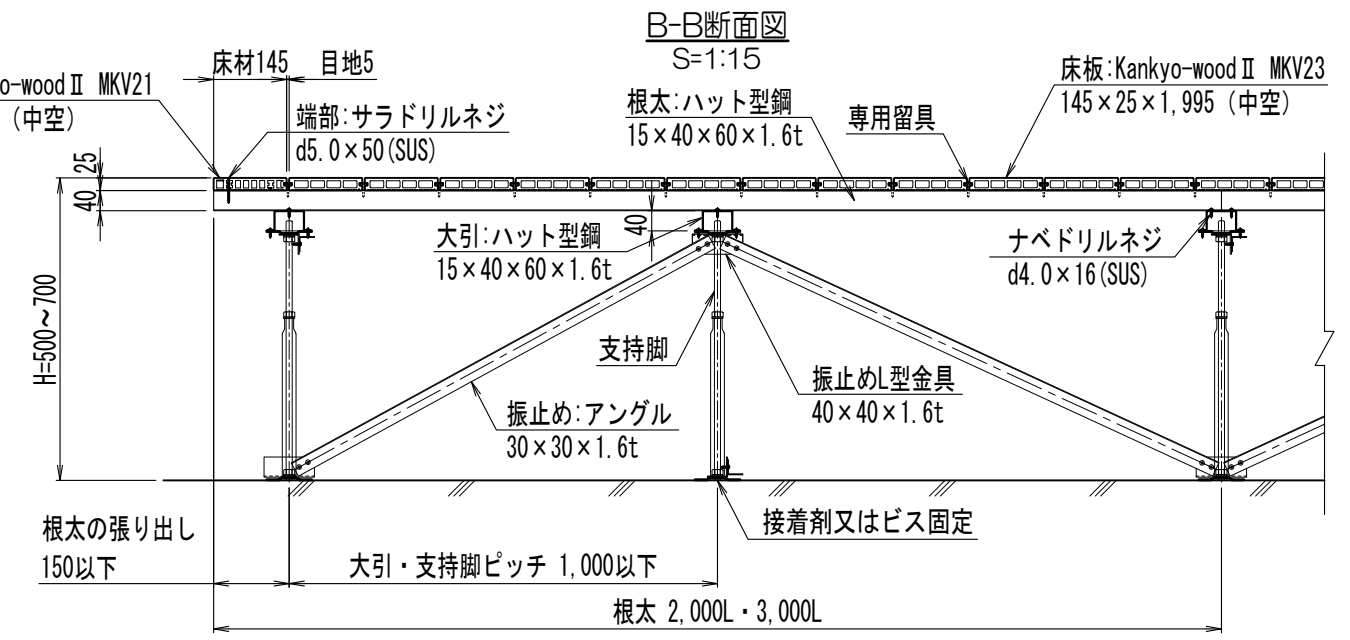 B-B断面図
S=1:15
床材145
目地5
o-woodⅡ MKV21
(中空)
端部:サラドリルネジ
d5.0×50(SUS)
根太:ハット型鋼
15×40×60×1.6t
専用留具
床板:Kankyo-woodⅡ MKV23
145×25×1,995 (中空)
25
40
H=500~700
大引:ハット型鋼
15×40×60×1.6t
40
ナベドリルネジ
d4.0×16(SUS)
支持脚
振止めL型金具
40×40×1.6t
振止め:アングル
30×30×1.6t
接着剤又はビス固定
根太の張り出し
150以下
大引・支持脚ピッチ 1,000以下
根太 2,000L・3,000L